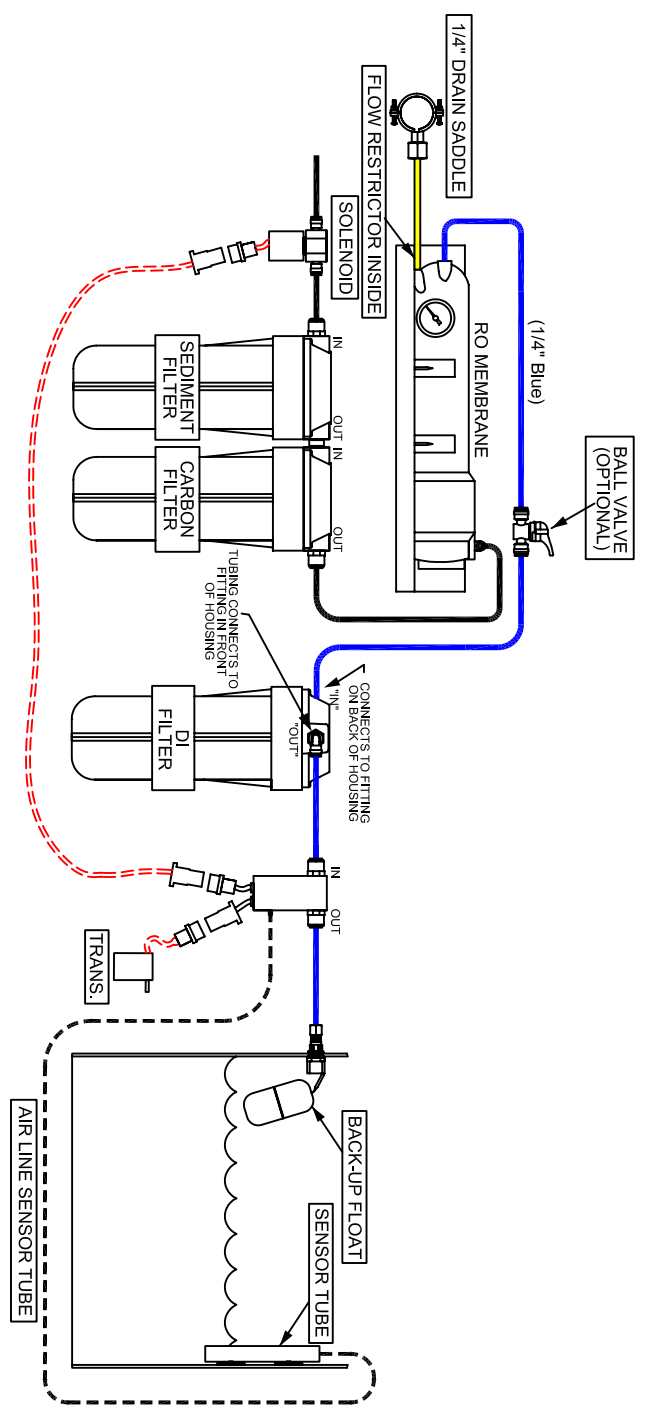 1/4" DRAIN SADDLE
FLOW RESTRICTOR INSIDE
(1/4" Blue)
RO MEMBRANE
BALL VALVE
(OPTIONAL)
SOLENOID
IN
OUT
IN
OUT
SEDIMENT
FILTER
CARBON
FILTER
TUBING CONNECTS TO
FITTING IN FRONT
OF HOUSING
CONNECTS TO FITTING
ON BACK OF HOUSING
"IN"
"OUT"
DI
FILTER
IN
OUT
TRANS.
BACK-UP FLOAT
SENSOR TUBE
AIR LINE SENSOR TUBE